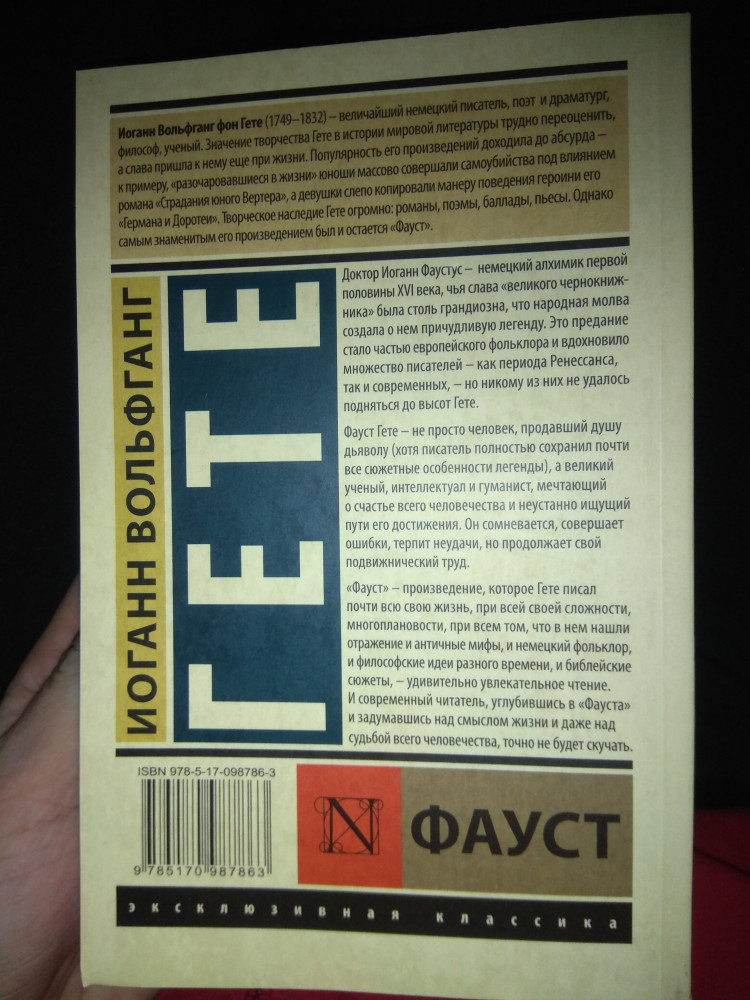 Иоганн Вольфганг фон Гете (1749–1832) – величайший немецкий писатель, поэт и драматург,
философ, ученый. Значение творчества Гете в истории мировой литературы трудно переоценить,
а слава пришла к нему еще при жизни. Популярность его произведений доходила до абсурда –
к примеру, «разочаровавшиеся в жизни» юноши массово совершали самоубийства под влиянием
романа «Страдания юного Вертера», а девушки слепо копировали манеру поведения героини его
«Германа и Доротеи». Творческое наследие Гете огромно: романы, поэмы, баллады, пьесы. Однако
самым знаменитым его произведением был и остается «Фауст».
ИОГАНН ВОЛЬФГАНГ
ГЕТЕ
Доктор Иоганн Фаустус – немецкий алхимик первой
половины XVI века, чья слава «великого чернокниж-
ника» была столь грандиозна, что народная молва
создала о нем причудливую легенду. Это предание
стало частью европейского фольклора и вдохновило
множество писателей – как периода Ренессанса,
так и современных, – но никому из них не удалось
подняться до высот Гете.
Фауст Гете – не просто человек, продавший душу
дьяволу (хотя писатель полностью сохранил почти
все сюжетные особенности легенды), а великий
ученый, интеллектуал и гуманист, мечтающий
о счастье всего человечества и неустанно ищущий
пути его достижения. Он сомневается, совершает
ошибки, терпит неудачи, но продолжает свой
подвижнический труд.
«Фауст» – произведение, которое Гете писал
почти всю свою жизнь, при всей своей сложности,
многоплановости, при всем том, что в нем нашли
отражение и античные мифы, и немецкий фольклор,
и философские идеи разного времени, и библейские
сюжеты, – удивительно увлекательное чтение.
И современный читатель, углубившись в «Фауста»
и задумавшись над смыслом жизни и даже над
судьбой всего человечества, точно не будет скучать.
ISBN 978-5-17-098786-3
9 785170 987863
N
ФАУСТ
эксклюзивная классика